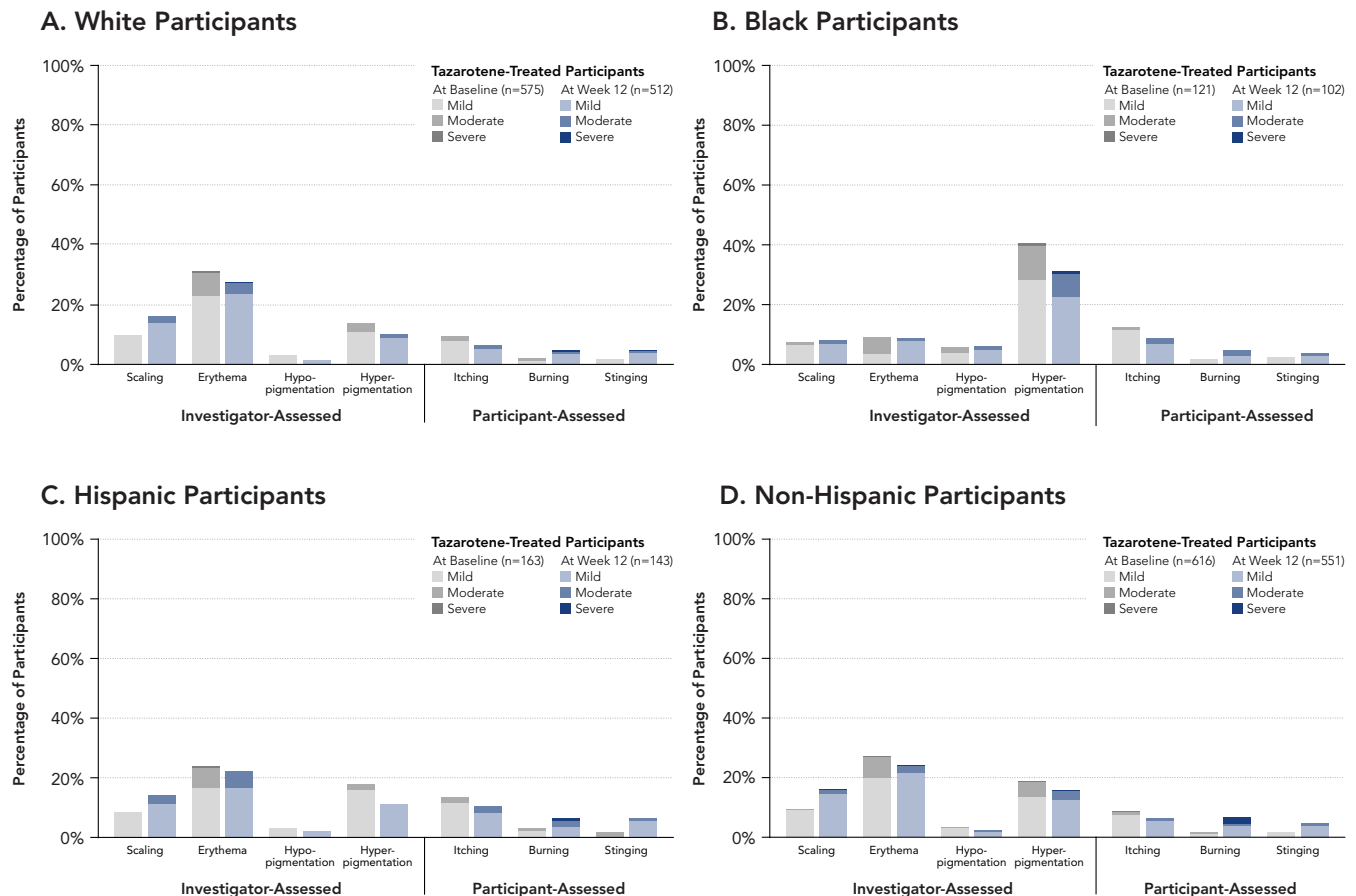 A. White Participants
Percentage of Participants
100%
80%
60%
40%
20%
0%
Tazarotene-Treated Participants
At Baseline (n=575) At Week 12 (n=512)
Mild Mild
Moderate Moderate
Severe Severe
Scaling Erythema Hypo-pigmentation Hyper-pigmentation Itching Burning Stinging
Investigator-Assessed Participant-Assessed
B. Black Participants
Percentage of Participants
100%
80%
60%
40%
20%
0%
Tazarotene-Treated Participants
At Baseline (n=121) At Week 12 (n=102)
Mild Mild
Moderate Moderate
Severe Severe
Scaling Erythema Hypo-pigmentation Hyper-pigmentation Itching Burning Stinging
Investigator-Assessed Participant-Assessed
C. Hispanic Participants
Percentage of Participants
100%
80%
60%
40%
20%
0%
Tazarotene-Treated Participants
At Baseline (n=163) At Week 12 (n=143)
Mild Mild
Moderate Moderate
Severe Severe
Scaling Erythema Hypo-pigmentation Hyper-pigmentation Itching Burning Stinging
Investigator-Assessed Participant-Assessed
D. Non-Hispanic Participants
Percentage of Participants
100%
80%
60%
40%
20%
0%
Tazarotene-Treated Participants
At Baseline (n=616) At Week 12 (n=551)
Mild Mild
Moderate Moderate
Severe Severe
Scaling Erythema Hypo-pigmentation Hyper-pigmentation Itching Burning Stinging
Investigator-Assessed Participant-Assessed